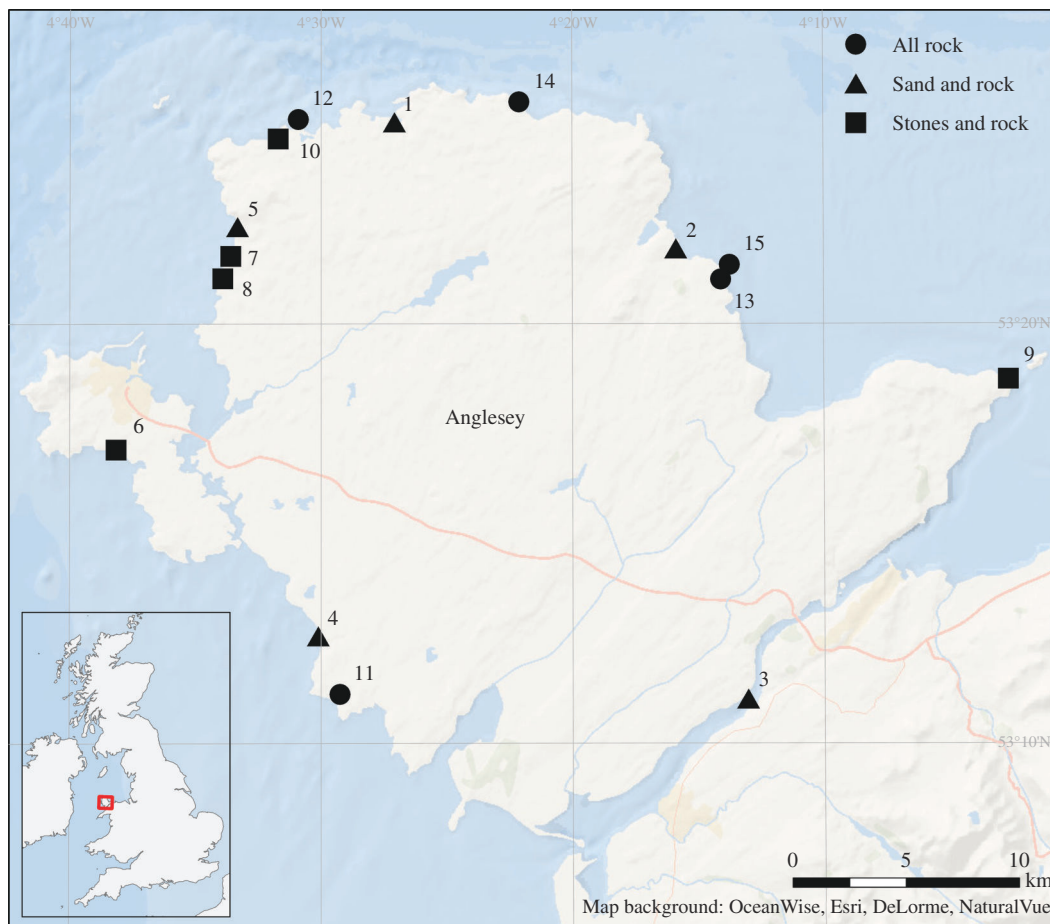 4°40'W 4°30'W 4°20'W 4°10'W
All rock
Sand and rock
Stones and rock
14
12
1
10
5
2
15
7
8
13
53°20'N
9
Anglesey
6
4
11
3
53°10'N
0 5 10
km
Map background: OceanWise, Esri, DeLorme, NaturalVue